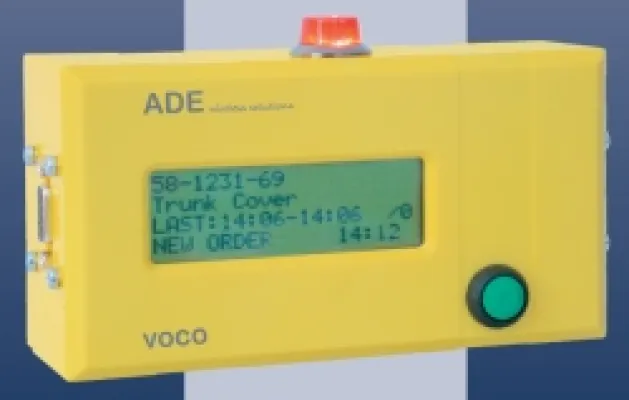 ADE
58-1231-69
Trunk Cover
LAST:14:06-14:06 /0
NEW ORDER 14:12
VOCO